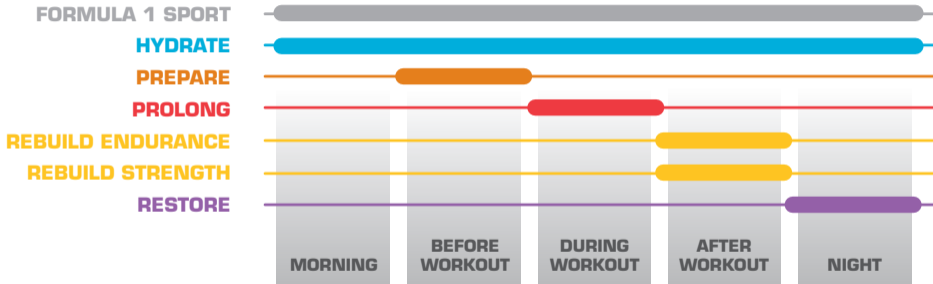 FORMULA 1 SPORT
HYDRATE
PREPARE
PROLONG
REBUILD ENDURANCE
REBUILD STRENGTH
RESTORE
MORNING
BEFORE
WORKOUT
DURING
WORKOUT
AFTER
WORKOUT
NIGHT